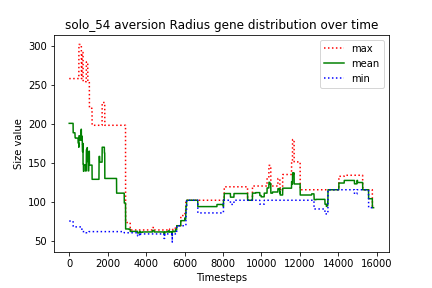 solo_54 aversion Radius gene distribution over time
Size value
300
250
200
150
100
50
max
mean
min
0
2000
4000
6000
8000
10000
12000
14000
16000
Timesteps